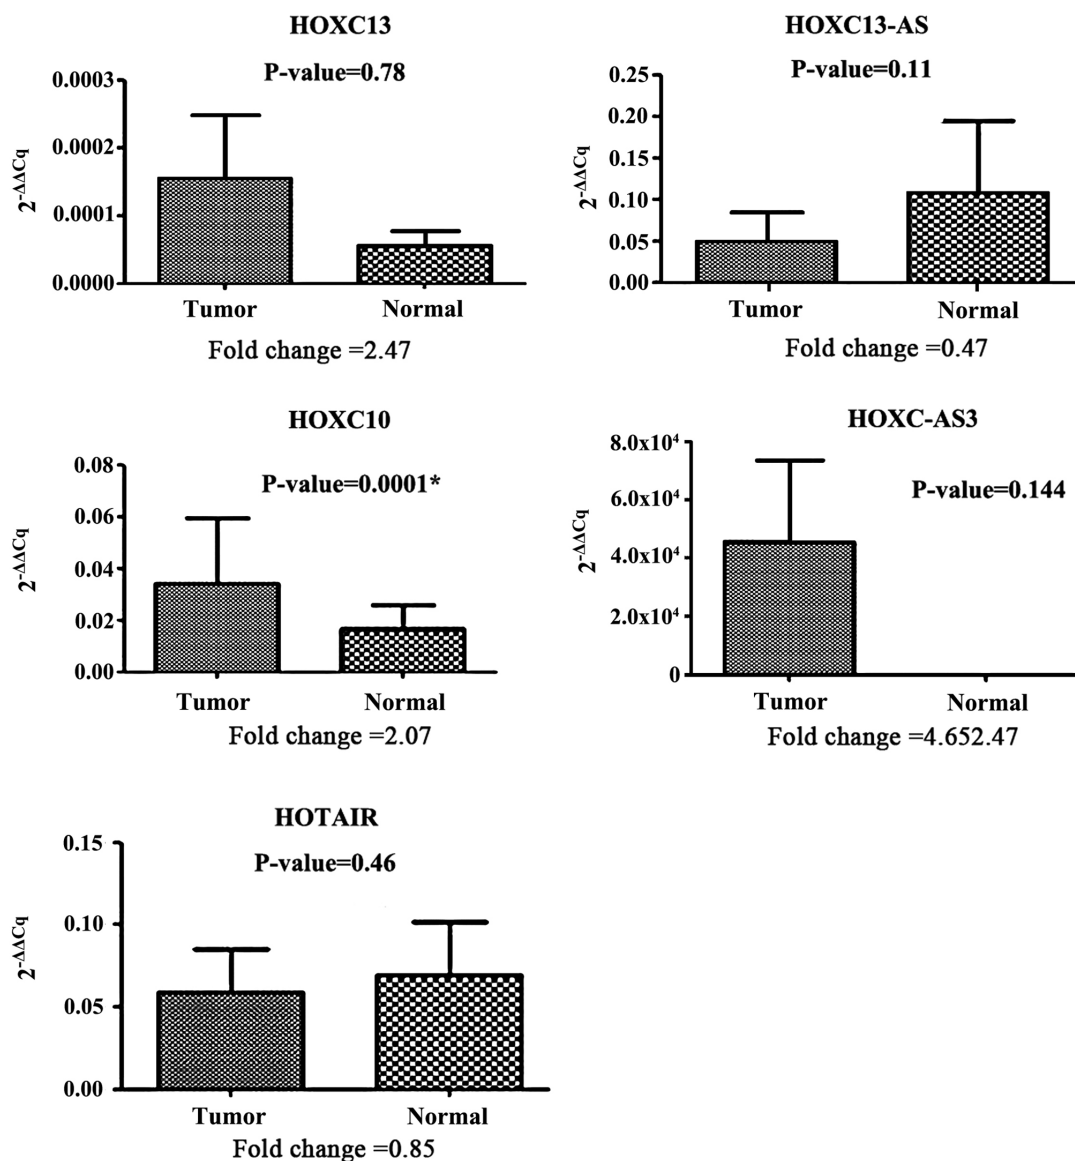 HOXC13
P-value=0.78
2^-ΔΔCq
0.0003
0.0002
0.0001
0.0000
Tumor Normal
Fold change =2.47
HOXC13-AS
P-value=0.11
2^-ΔΔCq
0.25
0.20
0.15
0.10
0.05
0.00
Tumor Normal
Fold change =0.47
HOXC10
P-value=0.0001*
2^-ΔΔCq
0.08
0.06
0.04
0.02
0.00
Tumor Normal
Fold change =2.07
HOXC-AS3
P-value=0.144
2^-ΔΔCq
8.0x10⁴
6.0x10⁴
4.0x10⁴
2.0x10⁴
0
Tumor Normal
Fold change =4.652.47
HOTAIR
P-value=0.46
2^-ΔΔCq
0.15
0.10
0.05
0.00
Tumor Normal
Fold change =0.85